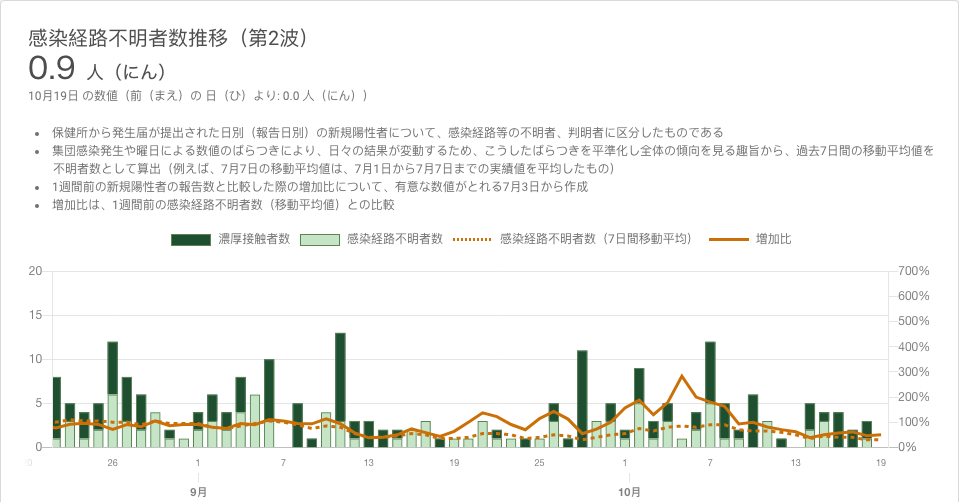 感染経路不明者数推移（第2波）
0.9 人（にん）
10月19日 の数値（前（まえ）の 日（ひ）より: 0.0 人（にん））
保健所から発生届が提出された日別（報告日別）の新規陽性者について、感染経路等の不明者、判明者に区分したものである
集団感染発生や曜日による数値のばらつきにより、日々の結果が変動するため、こうしたばらつきを平準化し全体の傾向を見る趣旨から、過去7日間の移動平均値を
不明者数として算出（例えば、7月7日の移動平均値は、7月1日から7月7日までの実績値を平均したもの）
1週間前の新規陽性者の報告数と比較した際の増加比について、有意な数値がとれる7月3日から作成
増加比は、1週間前の感染経路不明者数（移動平均値）との比較
濃厚接触者数 感染経路不明者数 感染経路不明者数（7日間移動平均） 増加比
20 700%
600%
15 500%
400%
10 300%
5 200%
100%
0 0%
26 1 7 13 19 25 1 7 13 19
9月 10月